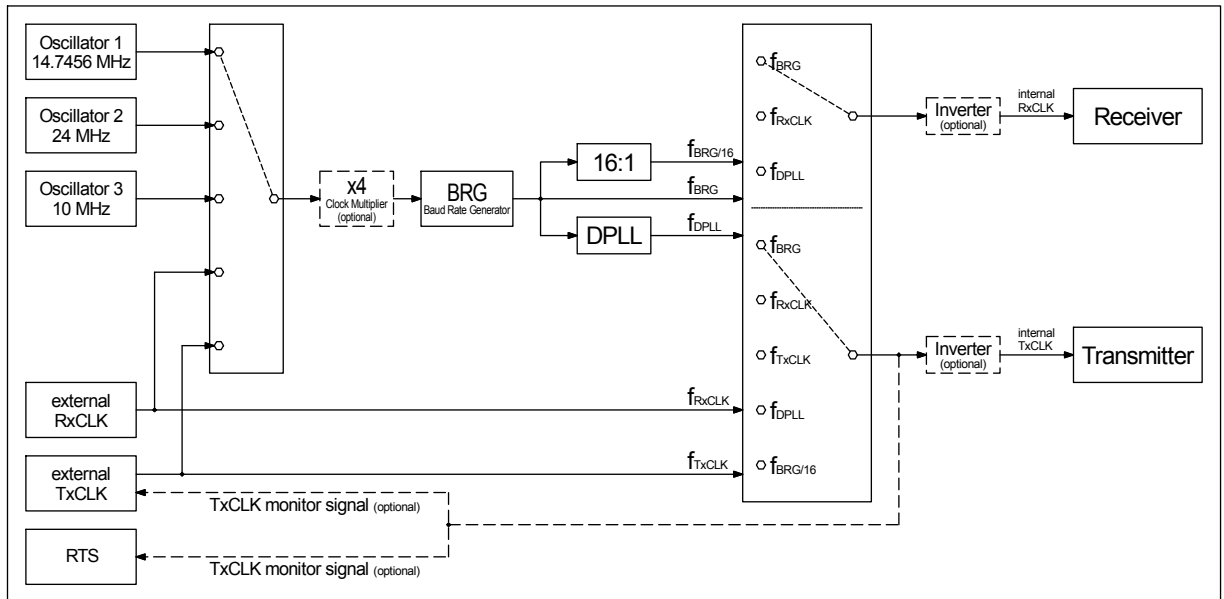 Oscillator 1
14.7456 MHz
Oscillator 2
24 MHz
Oscillator 3
10 MHz
external
RxCLK
external
TxCLK
RTS
x4
Clock Multiplier
(optional)
BRG
Baud Rate Generator
16:1
DPLL
fBRG/16
fBRG
fDPLL
fRxCLK
fTxCLK
TxCLK monitor signal (optional)
TxCLK monitor signal (optional)
fBRG
fRxCLK
fDPLL
fBRG
fRxCLK
fTxCLK
fDPLL
fBRG/16
Inverter
(optional)
internal
RxCLK
Receiver
Inverter
(optional)
internal
TxCLK
Transmitter